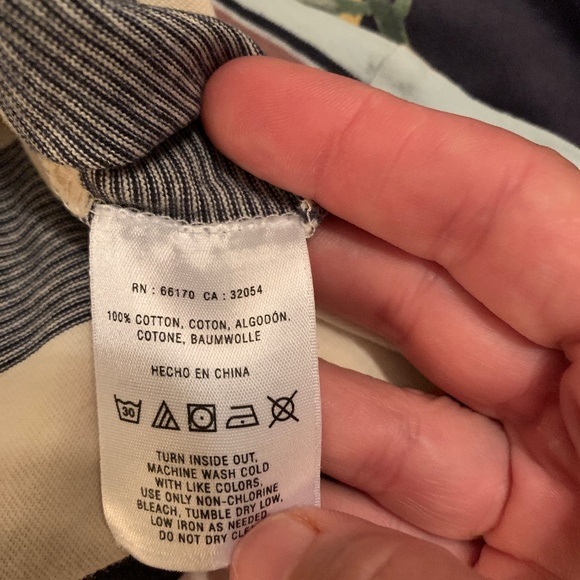 RN : 66170 CA : 32054
100% COTTON, COTON, ALGODÓN,
COTONE, BAUMWOLLE
HECHO EN CHINA
30
TURN INSIDE OUT,
MACHINE WASH COLD
WITH LIKE COLORS,
USE ONLY NON-CHLORINE
BLEACH, TUMBLE DRY LOW,
LOW IRON AS NEEDED
DO NOT DRY